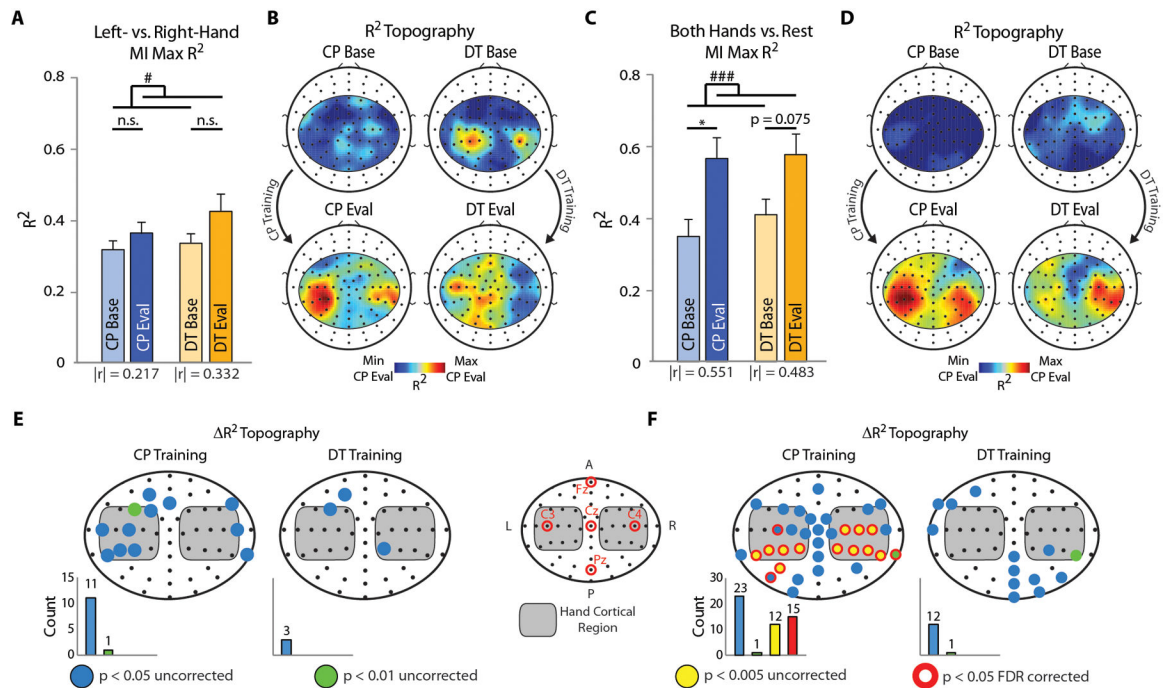 A
Left- vs. Right-Hand
MI Max R²
0.8
0.6
0.4
0.2
0
R²
#
n.s.
n.s.
CP Base
CP Eval
DT Base
DT Eval
|r| = 0.217
|r| = 0.332
B
R² Topography
CP Base
DT Base
CP Training
DT Training
CP Eval
DT Eval
Min
CP Eval
Max
CP Eval
R²
C
Both Hands vs. Rest
MI Max R²
0.8
0.6
0.4
0.2
0
R²
###
*
p = 0.075
CP Base
CP Eval
DT Base
DT Eval
|r| = 0.551
|r| = 0.483
D
R² Topography
CP Base
DT Base
CP Training
DT Training
CP Eval
DT Eval
Min
CP Eval
Max
CP Eval
R²
E
ΔR² Topography
CP Training
DT Training
15
10
5
0
Count
11
1
3
A
Fz
L
C3
Cz
C4
R
Pz
P
Hand Cortical
Region
F
ΔR² Topography
CP Training
DT Training
30
20
10
0
Count
23
1
12
15
12
1
p < 0.05 uncorrected
p < 0.01 uncorrected
p < 0.005 uncorrected
p < 0.05 FDR corrected